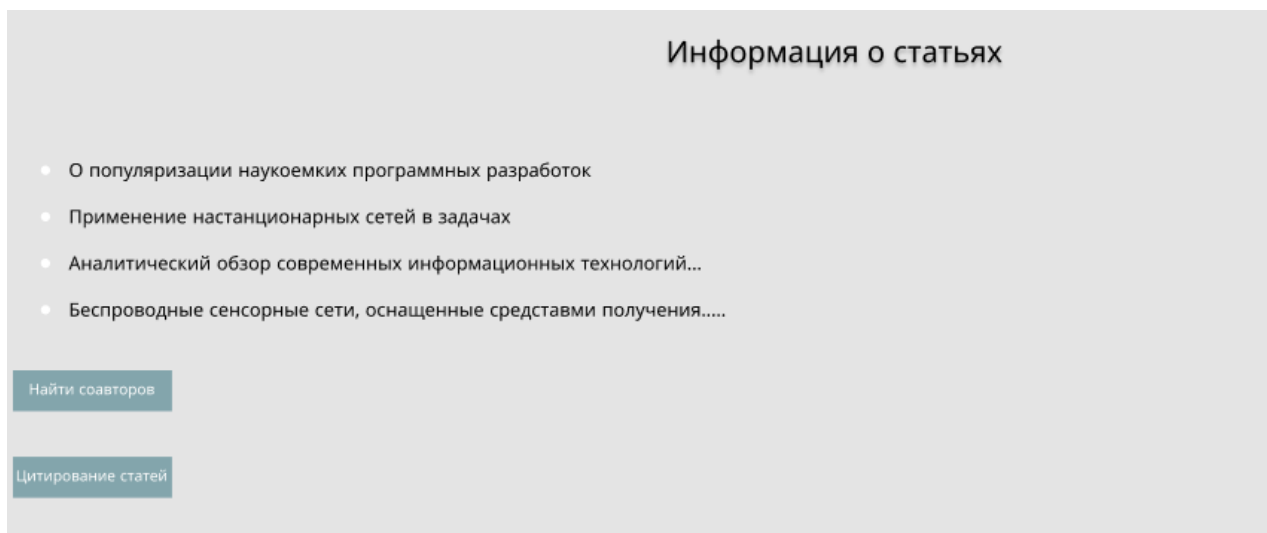 Информация о статьях
О популяризации наукоемких программных разработок
Применение настанционарных сетей в задачах
Аналитический обзор современных информационных технологий...
Беспроводные сенсорные сети, оснащенные средставми получения.....
Найти соавторов
Цитирование статей